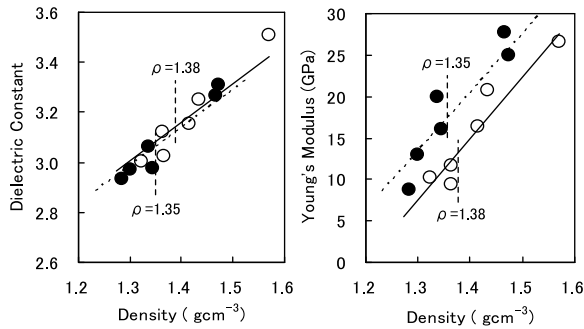 3.6
3.4
3.2
3.0
2.8
2.6
Dielectric Constant
ρ=1.38
ρ=1.35
1.2 1.3 1.4 1.5 1.6
Density ( gcm⁻³)
30
25
20
15
10
5
0
Young's Modulus (GPa)
ρ=1.35
ρ=1.38
1.2 1.3 1.4 1.5 1.6
Density ( gcm⁻³)